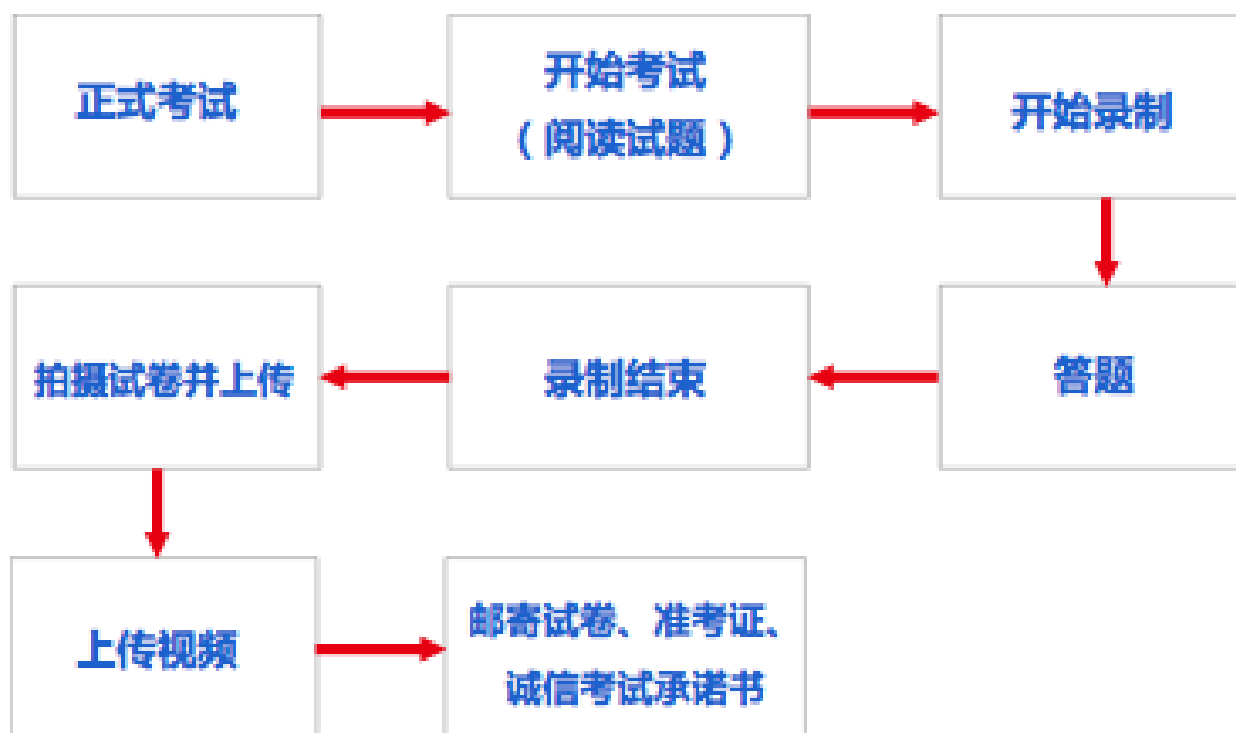 正式考试
开始考试
（阅读试题）
开始录制
答题
录制结束
拍摄试卷并上传
上传视频
邮寄试卷、准考证、
诚信考试承诺书